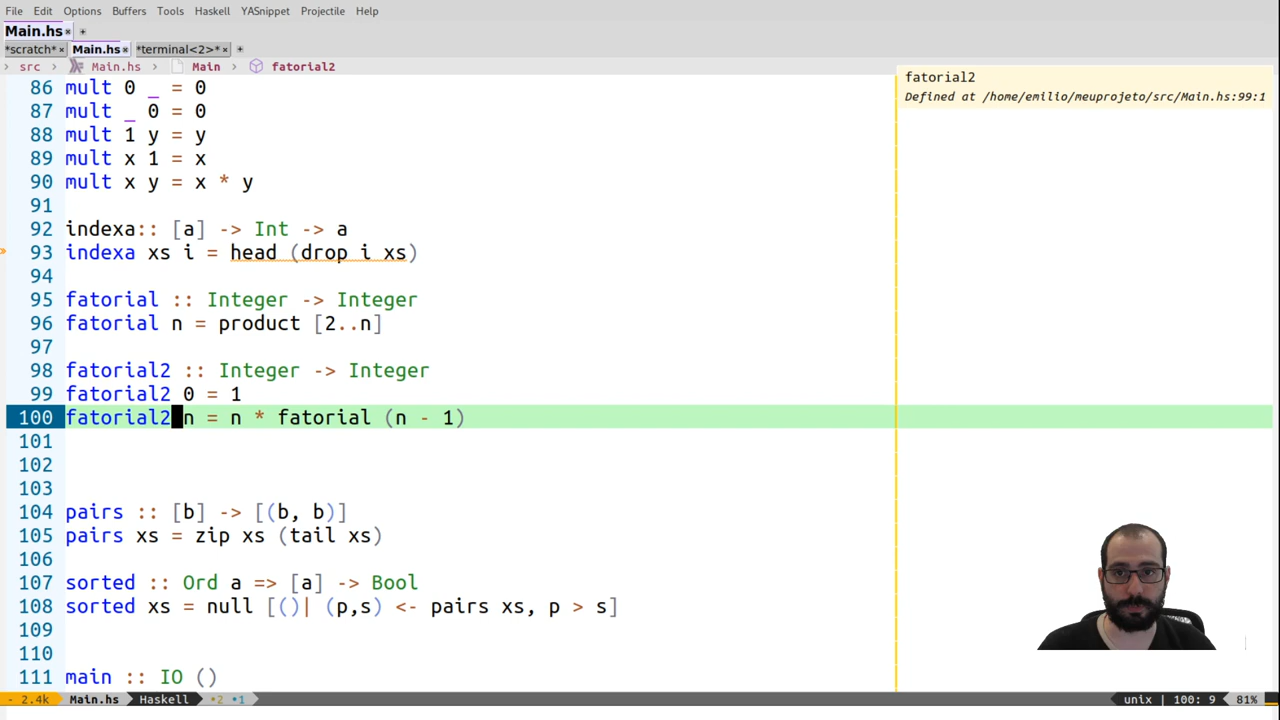 File Edit Options Buffers Tools Haskell YASnippet Projectile Help
Main.hs
*scratch* Main.hs *terminal<2>*
src Main.hs Main fatorial2
fatorial2
Defined at /home/emilio/meuprojeto/src/Main.hs:99:1
86 mult 0 _ = 0
87 mult _ 0 = 0
88 mult 1 y = y
89 mult x 1 = x
90 mult x y = x * y
91
92 indexa:: [a] -> Int -> a
93 indexa xs i = head (drop i xs)
94
95 fatorial :: Integer -> Integer
96 fatorial n = product [2..n]
97
98 fatorial2 :: Integer -> Integer
99 fatorial2 0 = 1
100 fatorial2 n = n * fatorial (n - 1)
101
102
103
104 pairs :: [b] -> [(b, b)]
105 pairs xs = zip xs (tail xs)
106
107 sorted :: Ord a => [a] -> Bool
108 sorted xs = null [()| (p,s) <- pairs xs, p > s]
109
110
111 main :: IO ()
- 2.4k Main.hs Haskell •2 •1 unix | 100: 9 81%